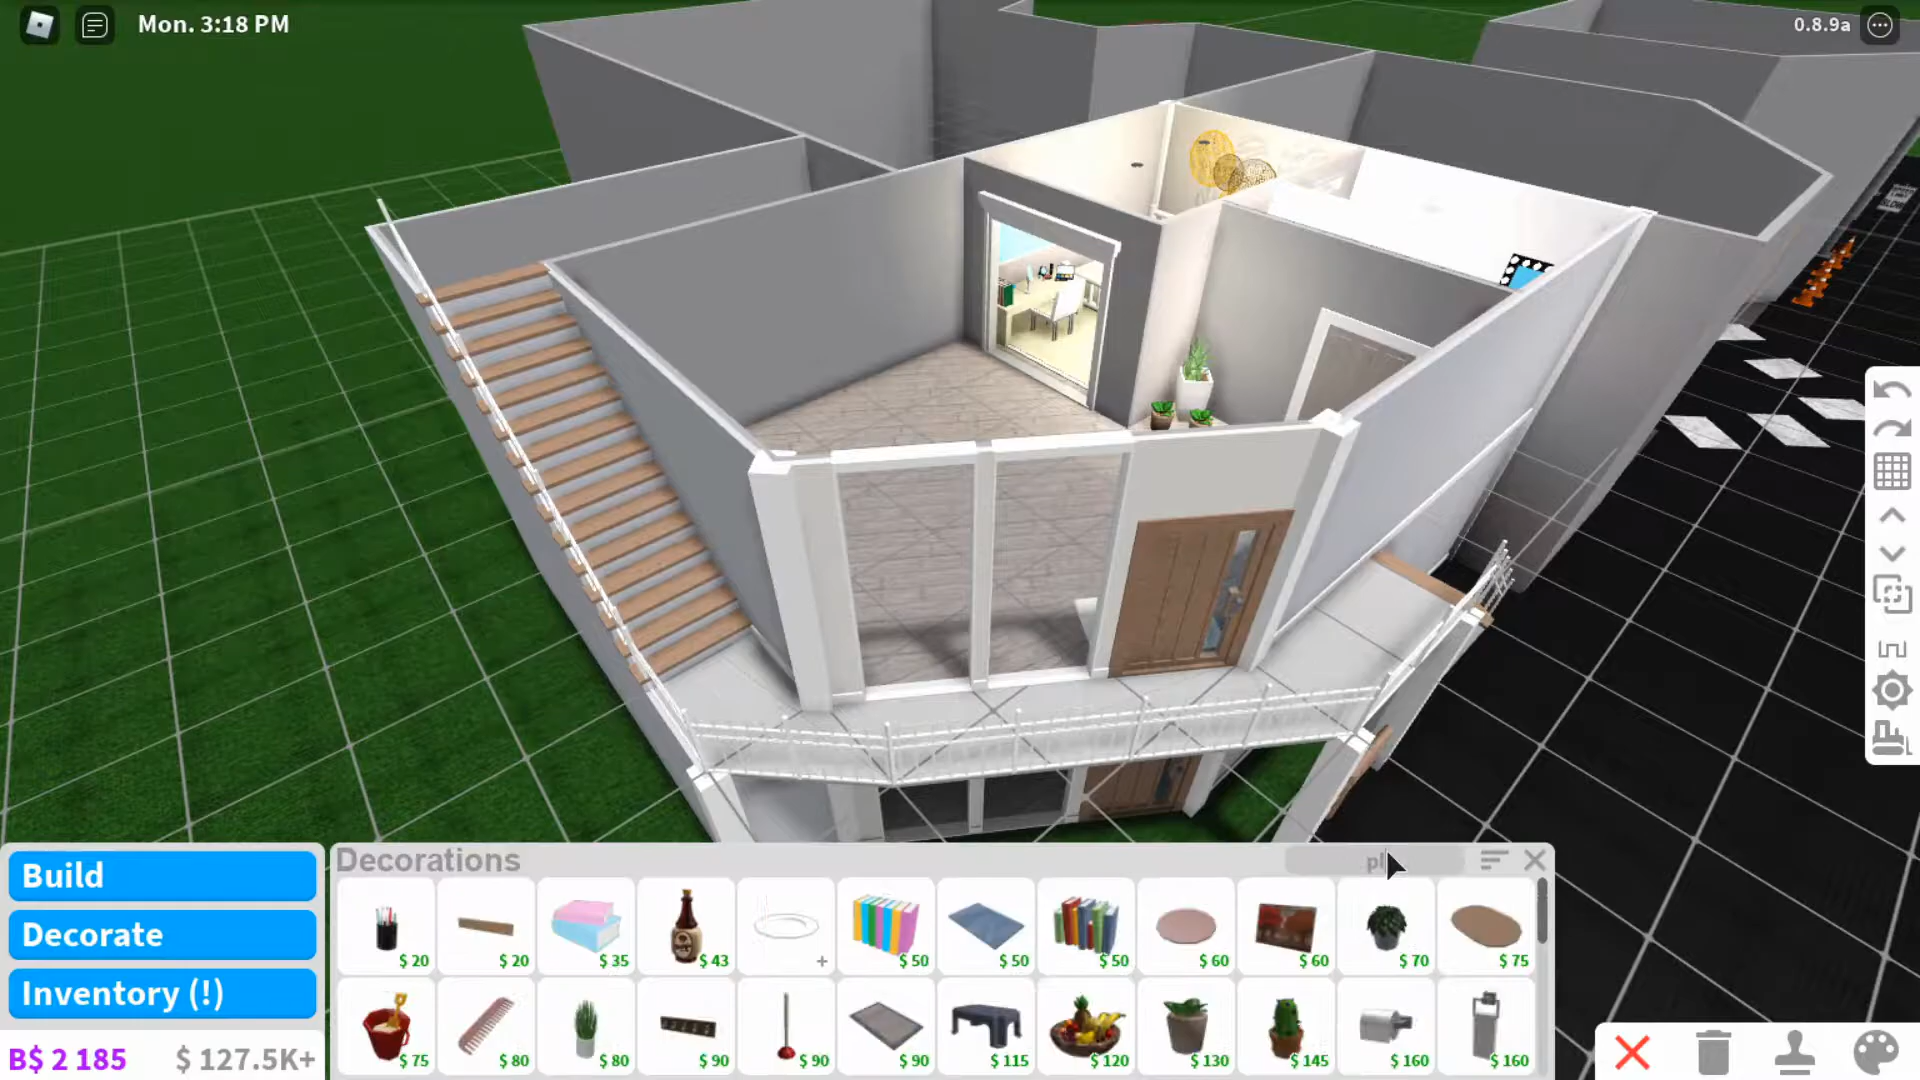 Mon. 3:18 PM
0.8.9a
Build
Decorate
Inventory (!)
B$ 2 185
$ 127.5K+
Decorations
pl
$ 20
$ 20
$ 35
$ 43
+
$ 50
$ 50
$ 50
$ 60
$ 60
$ 70
$ 75
$ 75
$ 80
$ 80
$ 90
$ 90
$ 90
$ 115
$ 120
$ 130
$ 145
$ 160
$ 160